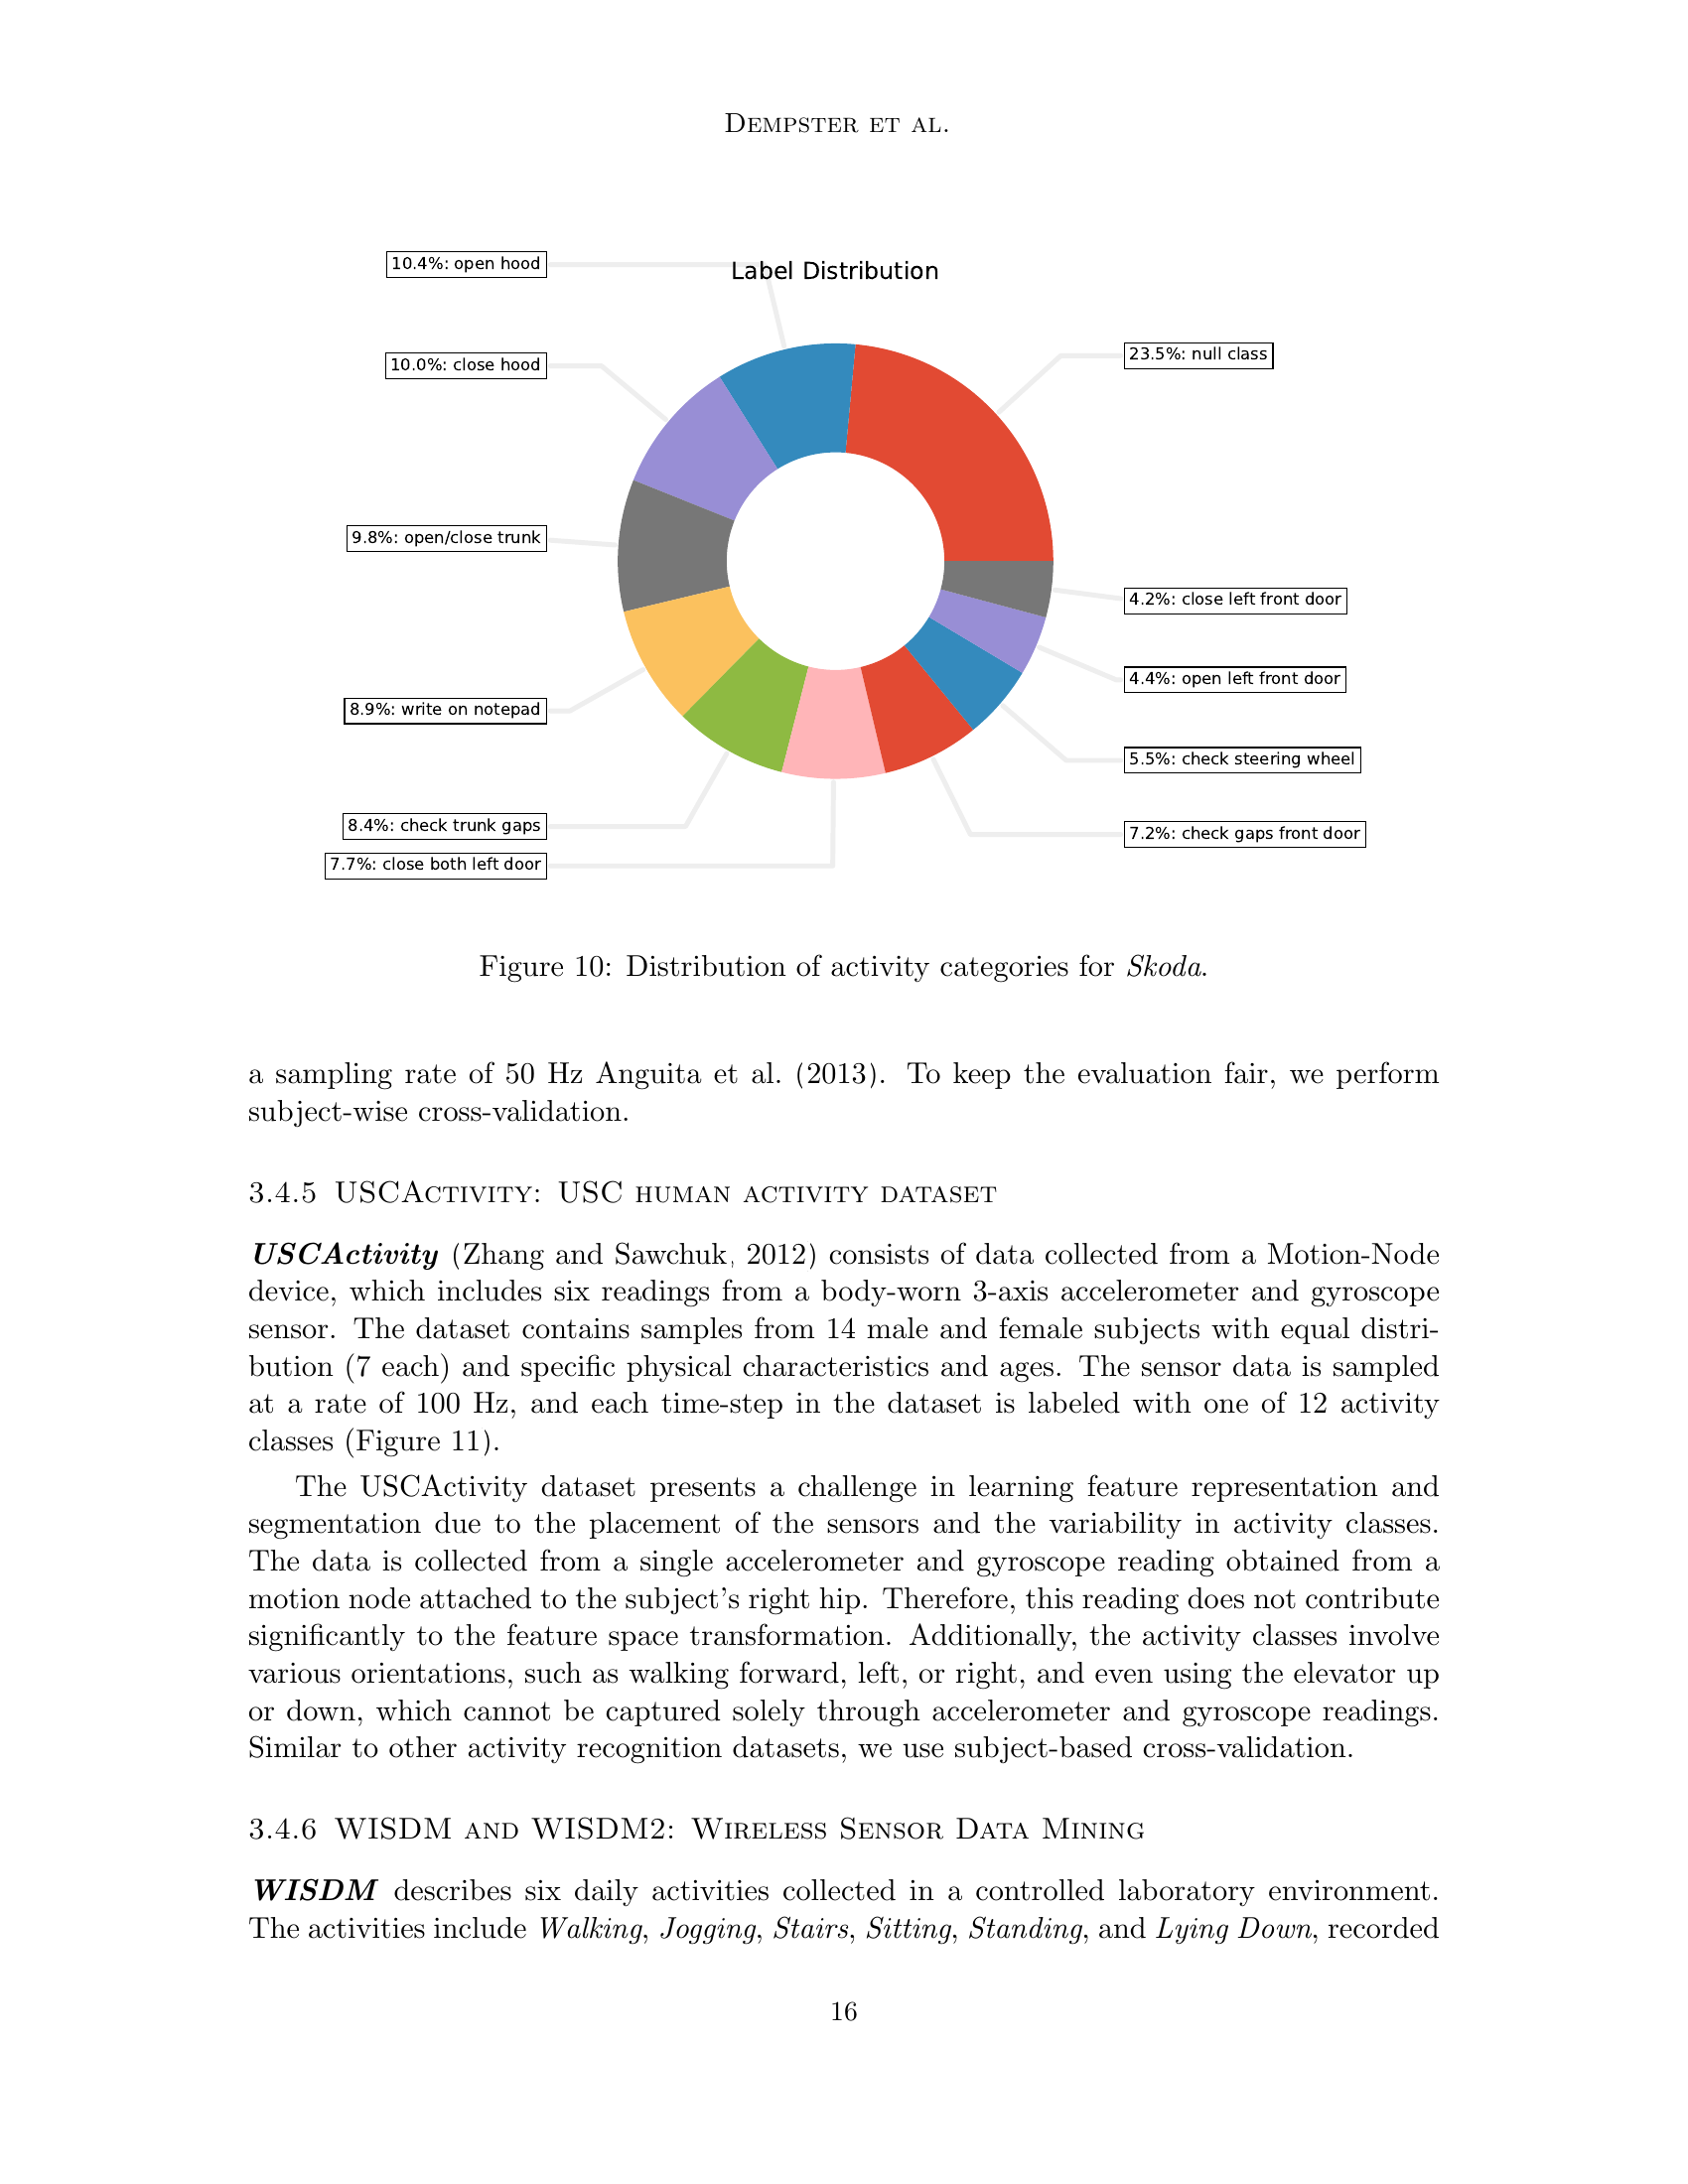 DEMPSTER ET AL.
Label Distribution
10.4%: open hood
10.0%: close hood
9.8%: open/close trunk
8.9%: write on notepad
8.4%: check trunk gaps
7.7%: close both left door
23.5%: null class
4.2%: close left front door
4.4%: open left front door
5.5%: check steering wheel
7.2%: check gaps front door
Figure 10: Distribution of activity categories for Skoda.
a sampling rate of 50 Hz Anguita et al. (2013). To keep the evaluation fair, we perform
subject-wise cross-validation.
3.4.5 USCACTIVITY: USC HUMAN ACTIVITY DATASET
USCActivity (Zhang and Sawchuk, 2012) consists of data collected from a Motion-Node
device, which includes six readings from a body-worn 3-axis accelerometer and gyroscope
sensor. The dataset contains samples from 14 male and female subjects with equal distri-
bution (7 each) and specific physical characteristics and ages. The sensor data is sampled
at a rate of 100 Hz, and each time-step in the dataset is labeled with one of 12 activity
classes (Figure 11).
The USCActivity dataset presents a challenge in learning feature representation and
segmentation due to the placement of the sensors and the variability in activity classes.
The data is collected from a single accelerometer and gyroscope reading obtained from a
motion node attached to the subject's right hip. Therefore, this reading does not contribute
significantly to the feature space transformation. Additionally, the activity classes involve
various orientations, such as walking forward, left, or right, and even using the elevator up
or down, which cannot be captured solely through accelerometer and gyroscope readings.
Similar to other activity recognition datasets, we use subject-based cross-validation.
3.4.6 WISDM AND WISDM2: WIRELESS SENSOR DATA MINING
WISDM describes six daily activities collected in a controlled laboratory environment.
The activities include Walking, Jogging, Stairs, Sitting, Standing, and Lying Down, recorded
16